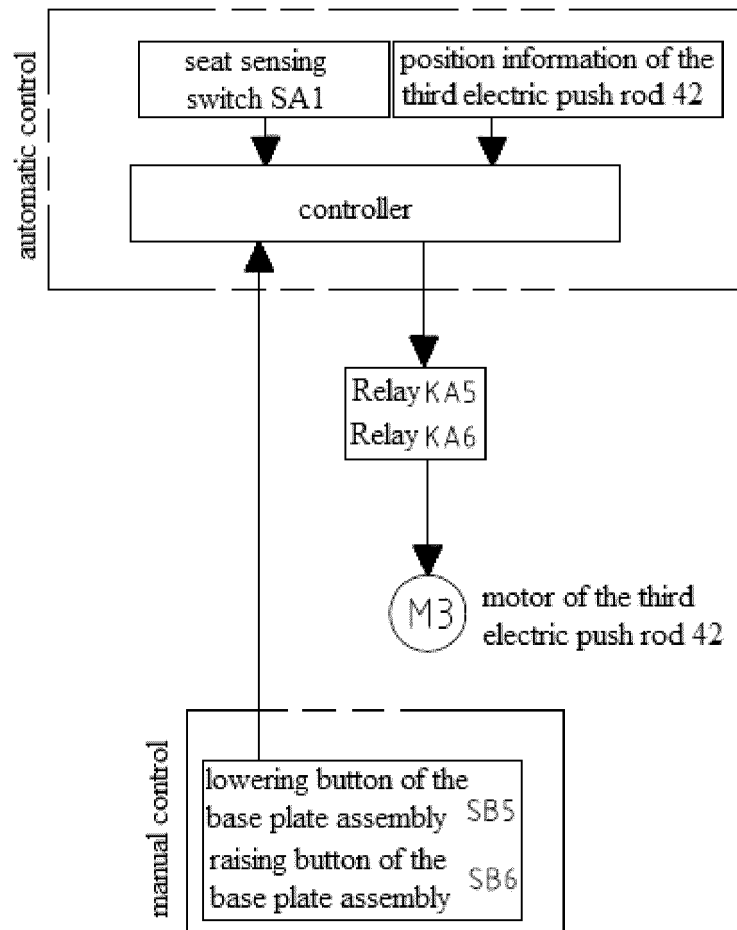 automatic control
seat sensing
switch SA1
position information of the
third electric push rod 42
controller
Relay KA5
Relay KA6
M3
motor of the third
electric push rod 42
manual control
lowering button of the
base plate assembly SB5
raising button of the
base plate assembly SB6